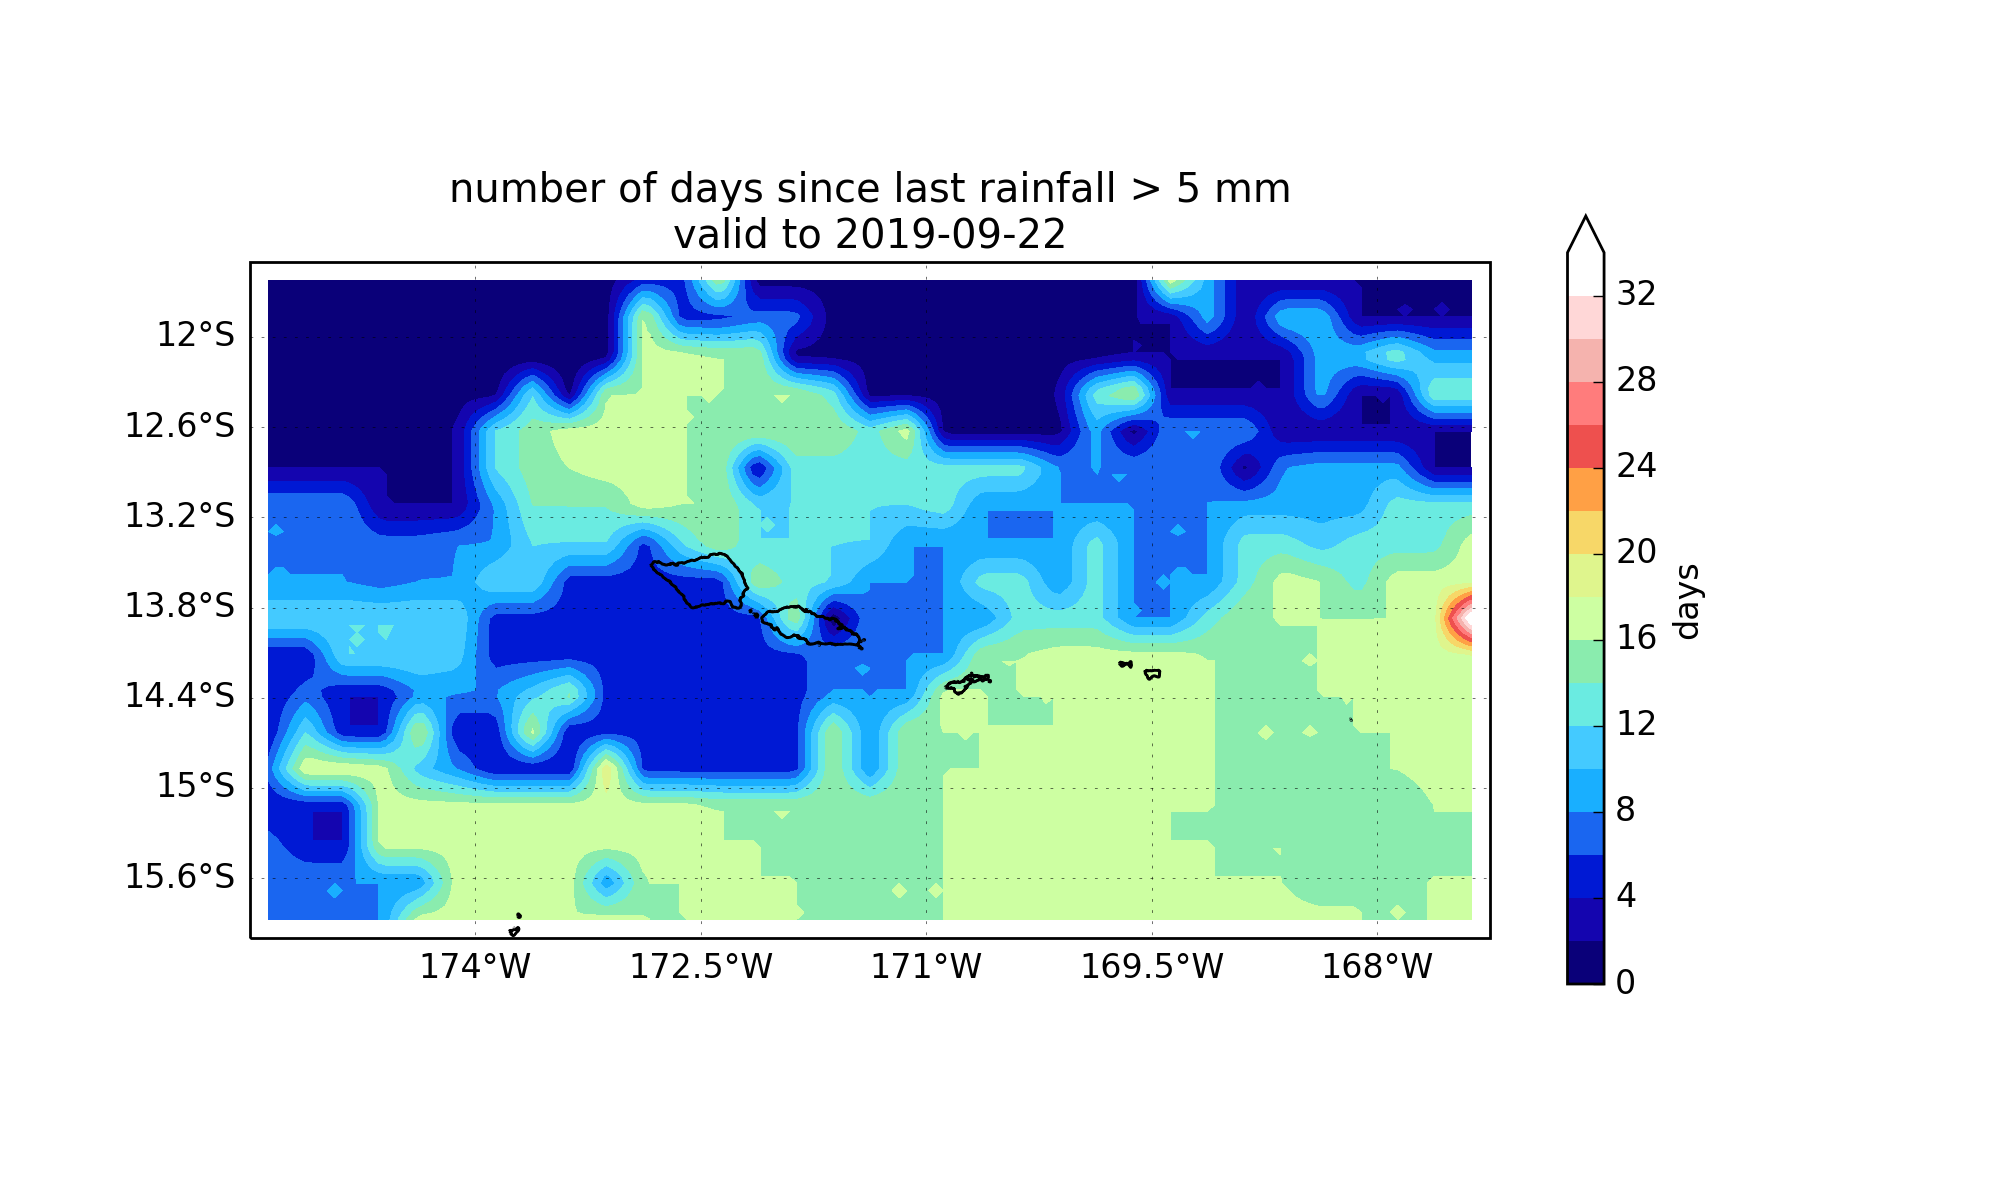 number of days since last rainfall > 5 mm
valid to 2019-09-22
12°S
12.6°S
13.2°S
13.8°S
14.4°S
15°S
15.6°S
174°W
172.5°W
171°W
169.5°W
168°W
32
28
24
20
16
12
8
4
0
days